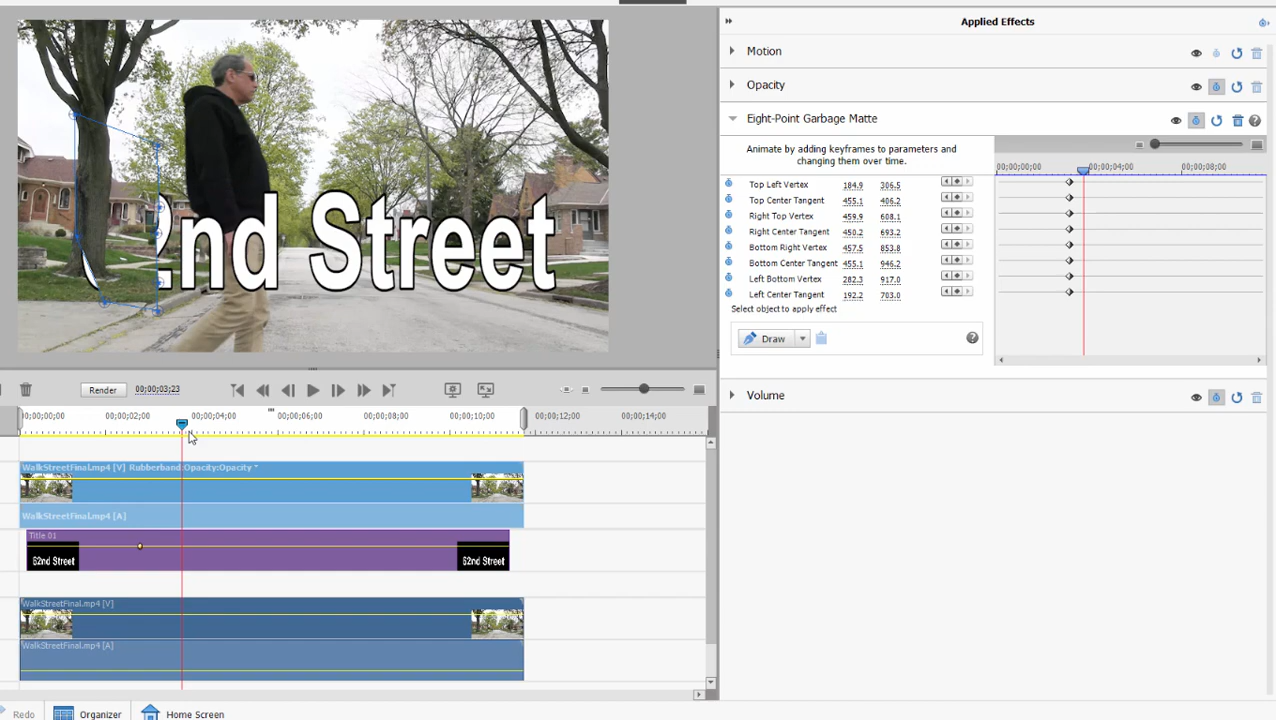 Applied Effects
Motion
Opacity
Eight-Point Garbage Matte
Animate by adding keyframes to parameters and
changing them over time.
00;00;00;00 00;00;04;00 00;00;08;00
Top Left Vertex 184.9 306.5
Top Center Tangent 455.1 406.2
Right Top Vertex 459.9 608.1
Right Center Tangent 450.2 693.2
Bottom Right Vertex 457.5 853.8
Bottom Center Tangent 455.1 946.2
Left Bottom Vertex 282.3 917.0
Left Center Tangent 192.2 703.0
Select object to apply effect
Draw
Volume
2nd Street
Render 00;00;03;23
00;00;00;00 00;00;02;00 00;00;04;00 00;00;06;00 00;00;08;00 00;00;10;00 00;00;12;00 00;00;14;00
WalkStreetFinal.mp4 [V] Rubberband:Opacity:Opacity
WalkStreetFinal.mp4 [A]
Title 01
62nd Street 62nd Street
WalkStreetFinal.mp4 [V]
WalkStreetFinal.mp4 [A]
Redo Organizer Home Screen